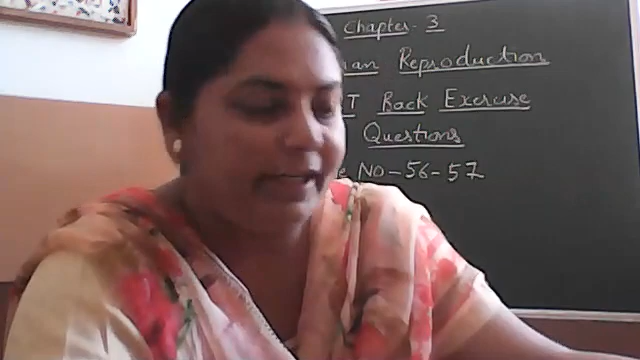 Chapter - 3
Reproduction
T Back Exercise
Questions
No - 56 - 57